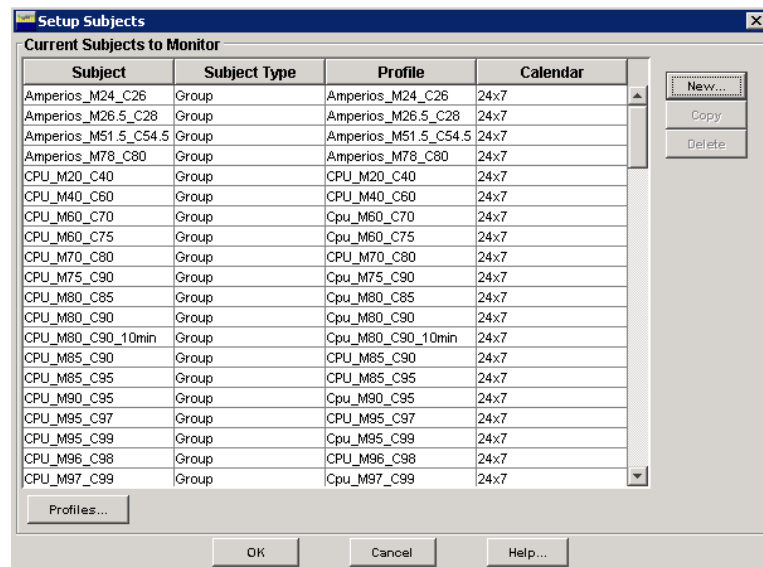 Setup Subjects
Current Subjects to Monitor
Subject Subject Type Profile Calendar
Amperios_M24_C26 Group Amperios_M24_C26 24x7
Amperios_M26.5_C28 Group Amperios_M26.5_C28 24x7
Amperios_M51.5_C54.5 Group Amperios_M51.5_C54.5 24x7
Amperios_M78_C80 Group Amperios_M78_C80 24x7
CPU_M20_C40 Group CPU_M20_C40 24x7
CPU_M40_C60 Group CPU_M40_C60 24x7
CPU_M60_C70 Group Cpu_M60_C70 24x7
CPU_M60_C75 Group Cpu_M60_C75 24x7
CPU_M70_C80 Group CPU_M70_C80 24x7
CPU_M75_C90 Group Cpu_M75_C90 24x7
CPU_M80_C85 Group Cpu_M80_C85 24x7
CPU_M80_C90 Group Cpu_M80_C90 24x7
CPU_M80_C90_10min Group Cpu_M80_C90_10min 24x7
CPU_M85_C90 Group CPU_M85_C90 24x7
CPU_M85_C95 Group CPU_M85_C95 24x7
CPU_M90_C95 Group Cpu_M90_C95 24x7
CPU_M95_C97 Group CPU_M95_C97 24x7
CPU_M95_C99 Group Cpu_M95_C99 24x7
CPU_M96_C98 Group CPU_M96_C98 24x7
CPU_M97_C99 Group Cpu_M97_C99 24x7
New...
Copy
Delete
Profiles...
OK Cancel Help...